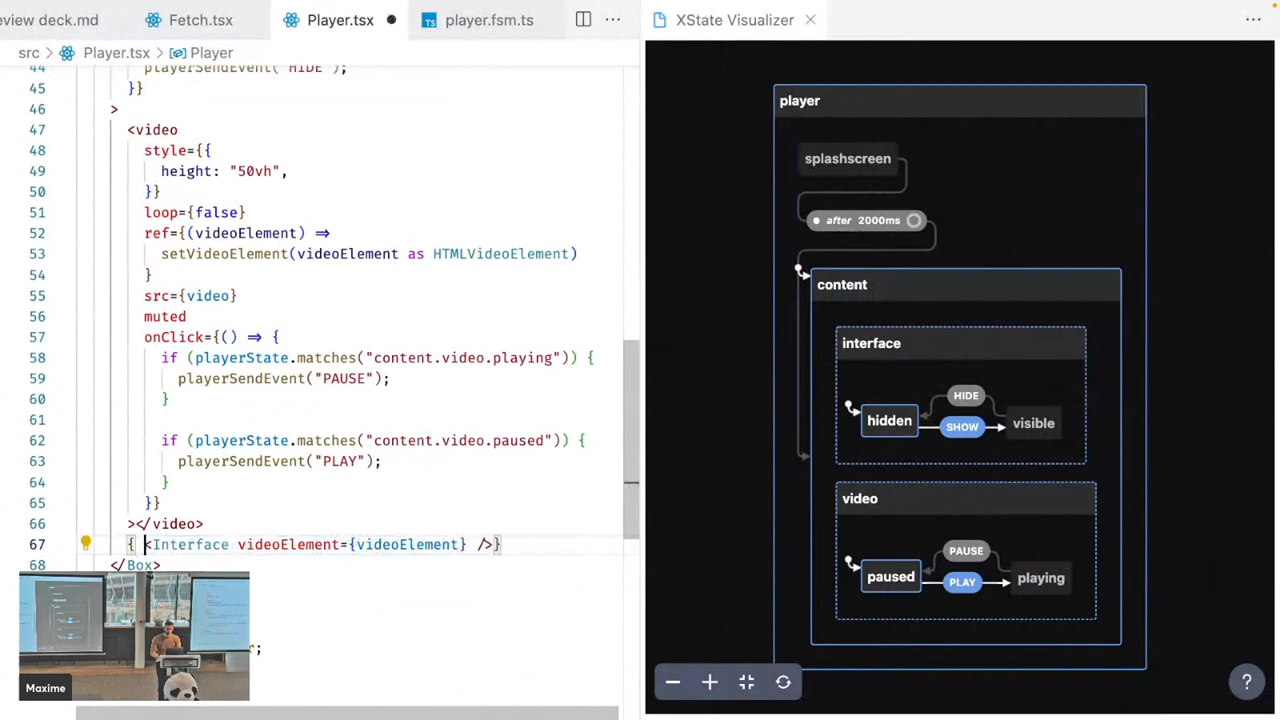 eview deck.md
Fetch.tsx
Player.tsx
TS player.fsm.ts
...
XState Visualizer
...
src > Player.tsx > Player
44 playerSendEvent("HIDE");
45 }}
46 >
47 <video
48 style={{
49 height: "50vh",
50 }}
51 loop={false}
52 ref={(videoElement) =>
53 setVideoElement(videoElement as HTMLVideoElement)
54 }
55 src={video}
56 muted
57 onClick={() => {
58 if (playerState.matches("content.video.playing")) {
59 playerSendEvent("PAUSE");
60 }
61
62 if (playerState.matches("content.video.paused")) {
63 playerSendEvent("PLAY");
64 }
65 }}
66 ></video>
67 { <Interface videoElement={videoElement} />}
68 </Box>
;
Maxime
player
splashscreen
after 2000ms
content
interface
HIDE
hidden
SHOW
visible
video
PAUSE
paused
PLAY
playing
?